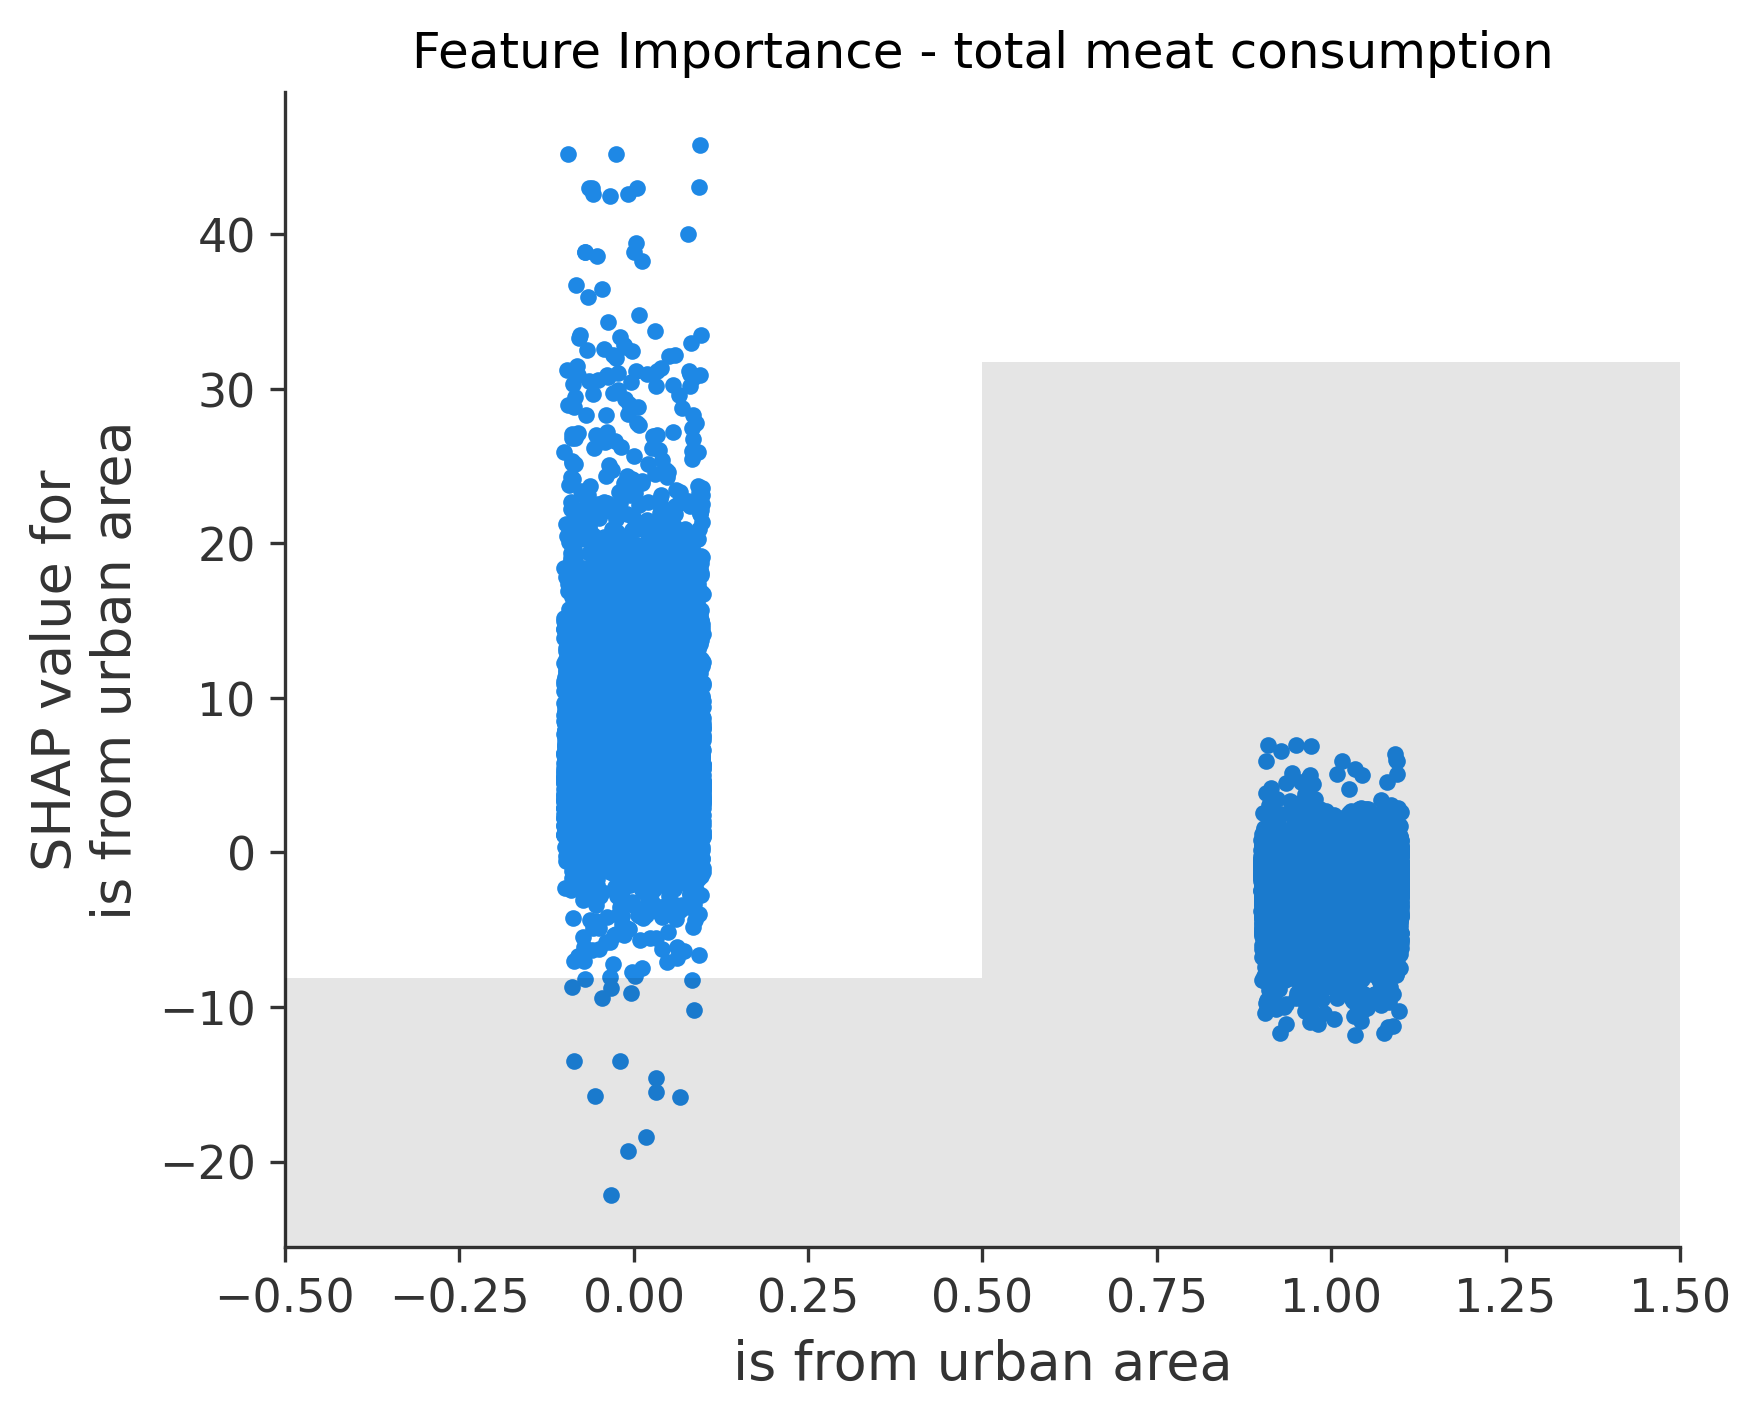 Feature Importance - total meat consumption
SHAP value for
is from urban area
40
30
20
10
0
−10
−20
−0.50 −0.25 0.00 0.25 0.50 0.75 1.00 1.25 1.50
is from urban area